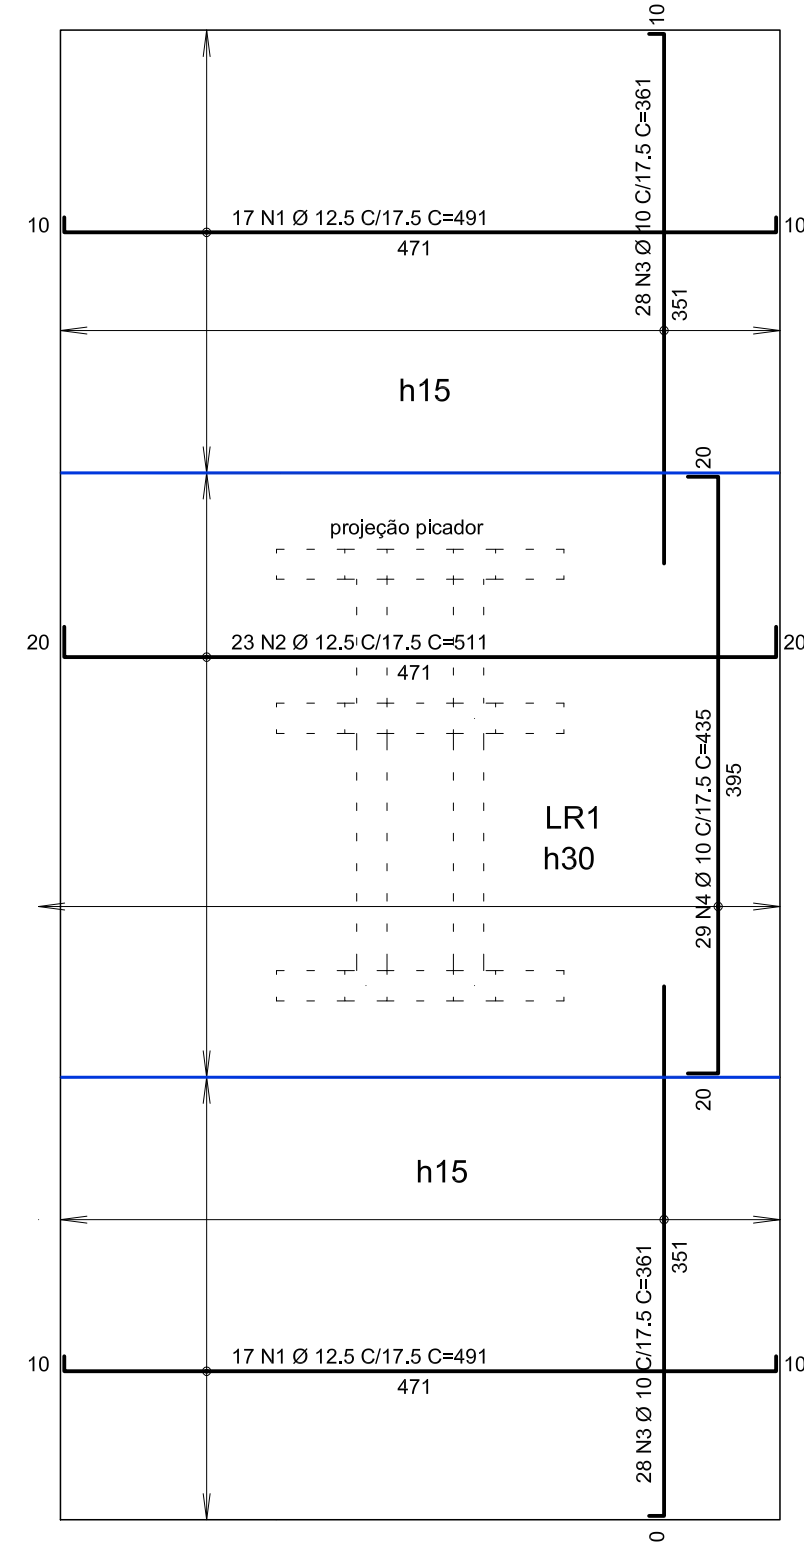 10
28 N3 Ø 10 C/17.5 C=361
351
17 N1 Ø 12.5 C/17.5 C=491
10
10
471
h15
20
projeção picador
23 N2 Ø 12.5 C/17.5 C=511
20
20
471
29 N4 Ø 10 C/17.5 C=435
395
LR1
h30
20
h15
28 N3 Ø 10 C/17.5 C=361
351
17 N1 Ø 12.5 C/17.5 C=491
10
10
471
0